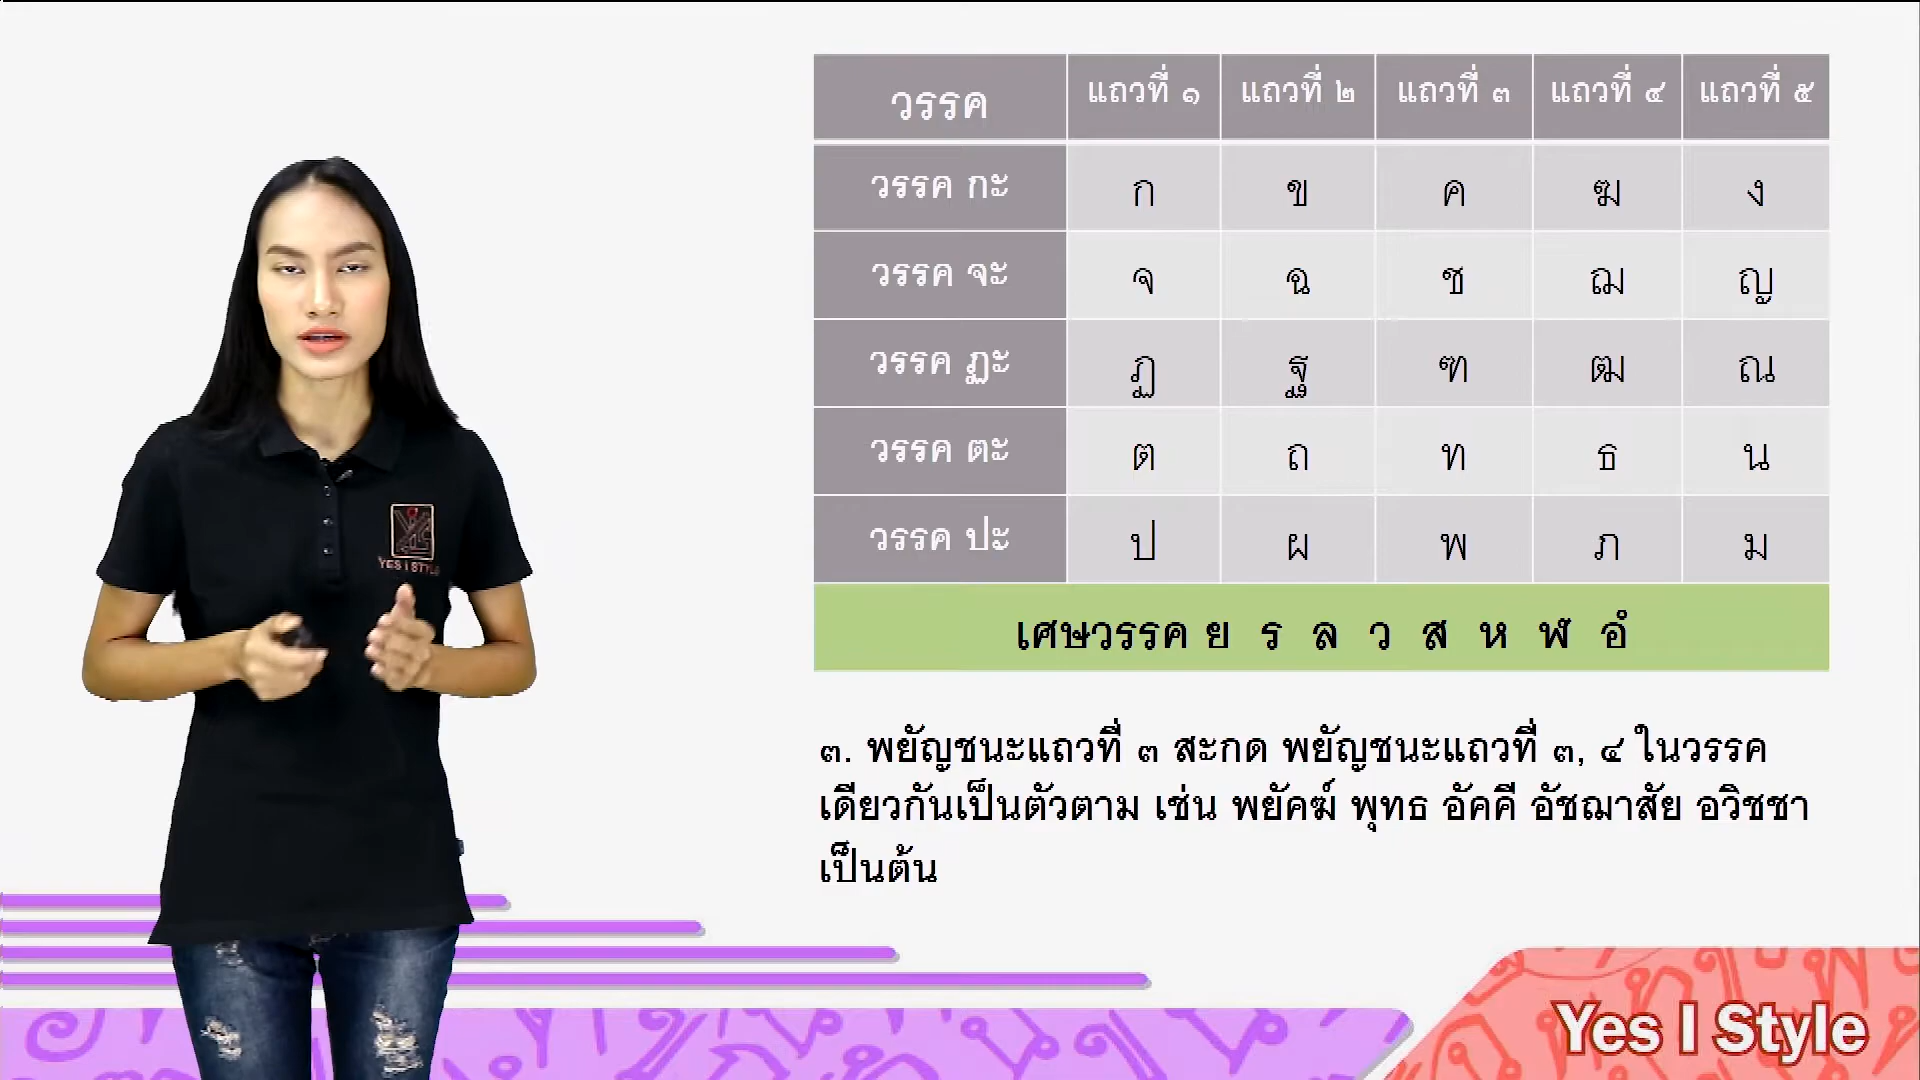 วรรค แถวที่ ๑ แถวที่ ๒ แถวที่ ๓ แถวที่ ๔ แถวที่ ๕
วรรค กะ ก ข ค ฆ ง
วรรค จะ จ ฉ ช ฌ ญ
วรรค ฏะ ฏ ฐ ฑ ฒ ณ
วรรค ตะ ต ถ ท ธ น
วรรค ปะ ป ผ พ ภ ม
เศษวรรค ย ร ล ว ส ห ฬ อํ
๓. พยัญชนะแถวที่ ๓ สะกด พยัญชนะแถวที่ ๓, ๔ ในวรรค
เดียวกันเป็นตัวตาม เช่น พยัคฆ์ พุทธ อัคคี อัชฌาสัย อวิชชา
เป็นต้น
YES I STYLE
Yes I Style